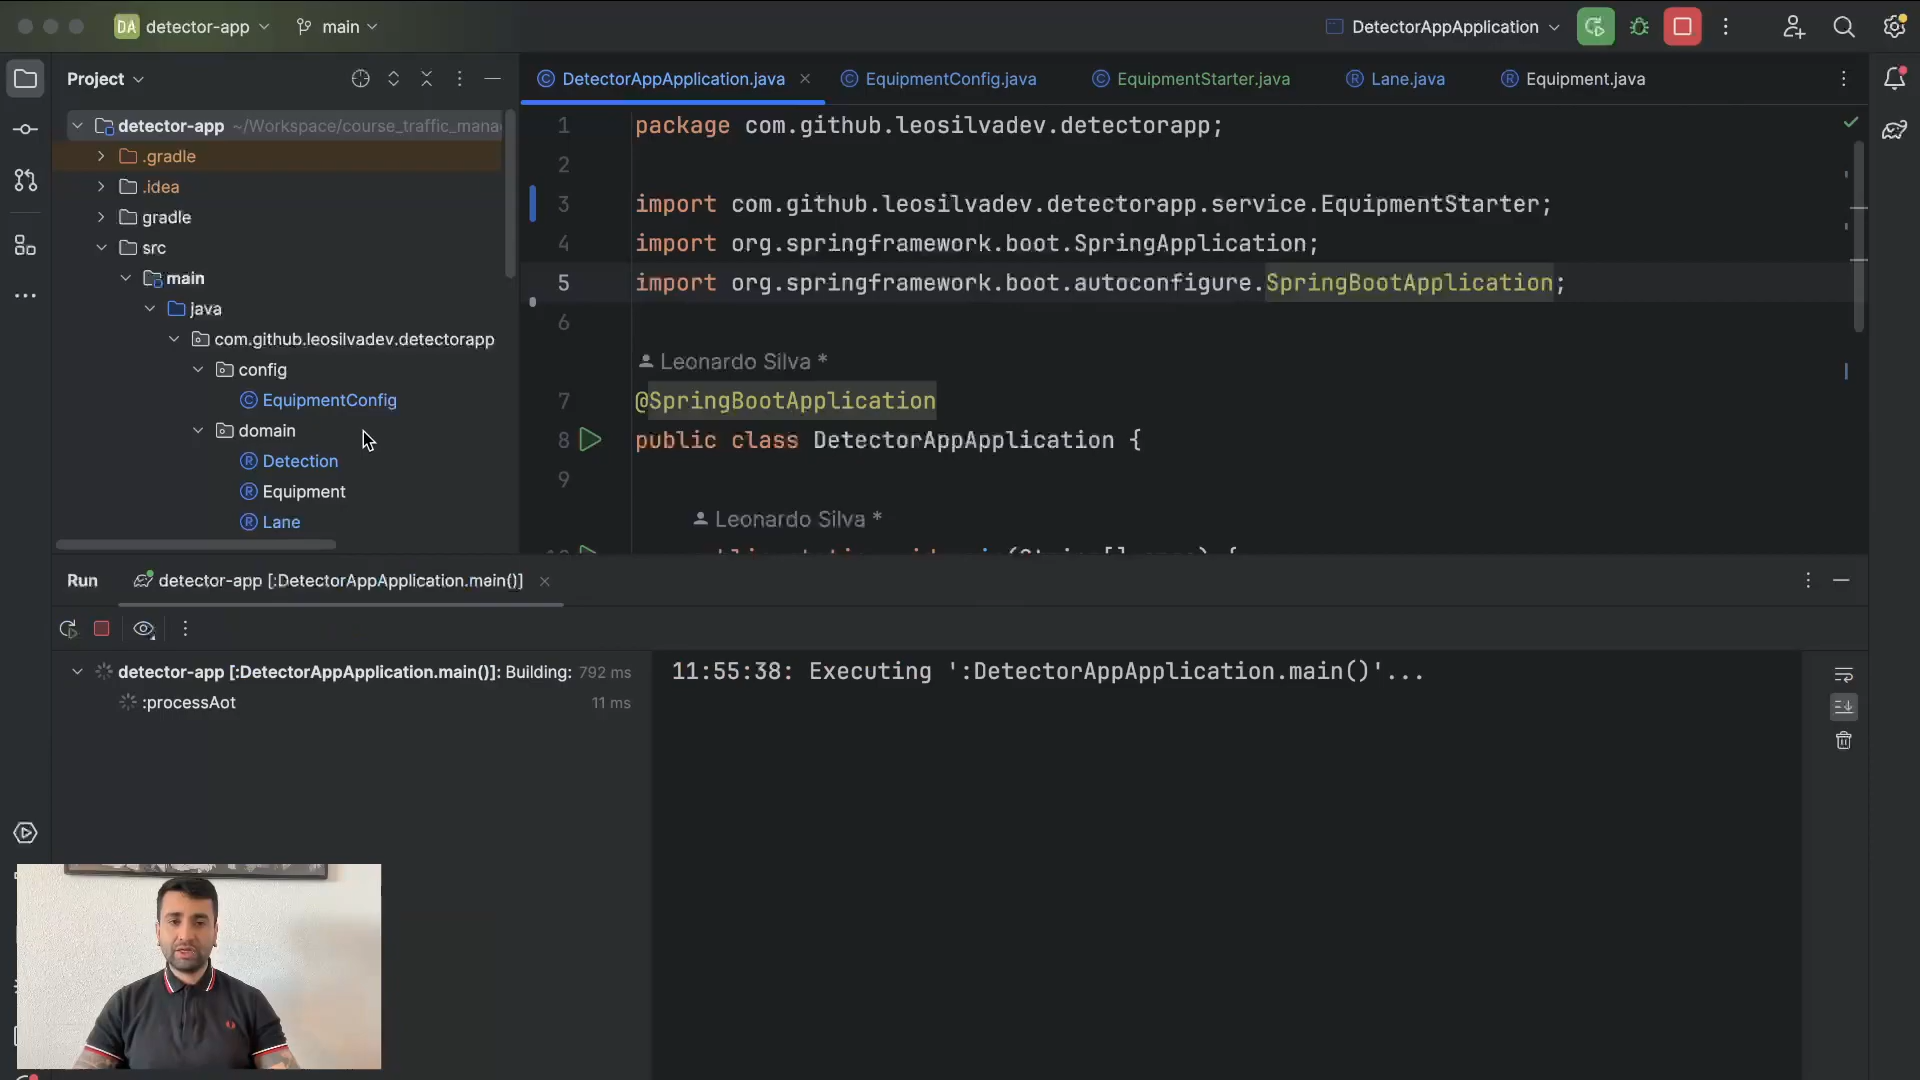 DA detector-app main
DetectorAppApplication
Project
DetectorAppApplication.java
EquipmentConfig.java
EquipmentStarter.java
Lane.java
Equipment.java
detector-app ~/Workspace/course_traffic_mana
.gradle
.idea
gradle
src
main
java
com.github.leosilvadev.detectorapp
config
EquipmentConfig
domain
Detection
Equipment
Lane
1 package com.github.leosilvadev.detectorapp;
2
3 import com.github.leosilvadev.detectorapp.service.EquipmentStarter;
4 import org.springframework.boot.SpringApplication;
5 import org.springframework.boot.autoconfigure.SpringBootApplication;
6
Leonardo Silva *
7 @SpringBootApplication
8 public class DetectorAppApplication {
9
Leonardo Silva *
Run
detector-app [:DetectorAppApplication.main()]
detector-app [:DetectorAppApplication.main()]: Building: 792 ms
:processAot 11 ms
11:55:38: Executing ':DetectorAppApplication.main()'...